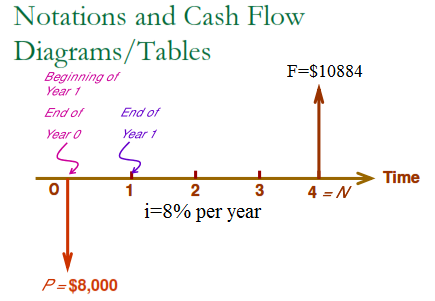 Notations and Cash Flow
Diagrams/Tables
Beginning of
Year 1
F=$10884
End of
Year 0
End of
Year 1
Time
0
1
2
3
4 = N
i=8% per year
P=$8,000